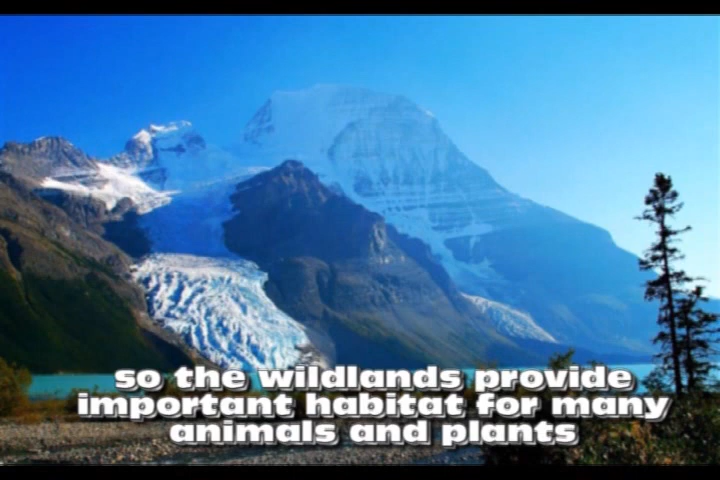 so the wildlands provide
important habitat for many
animals and plants